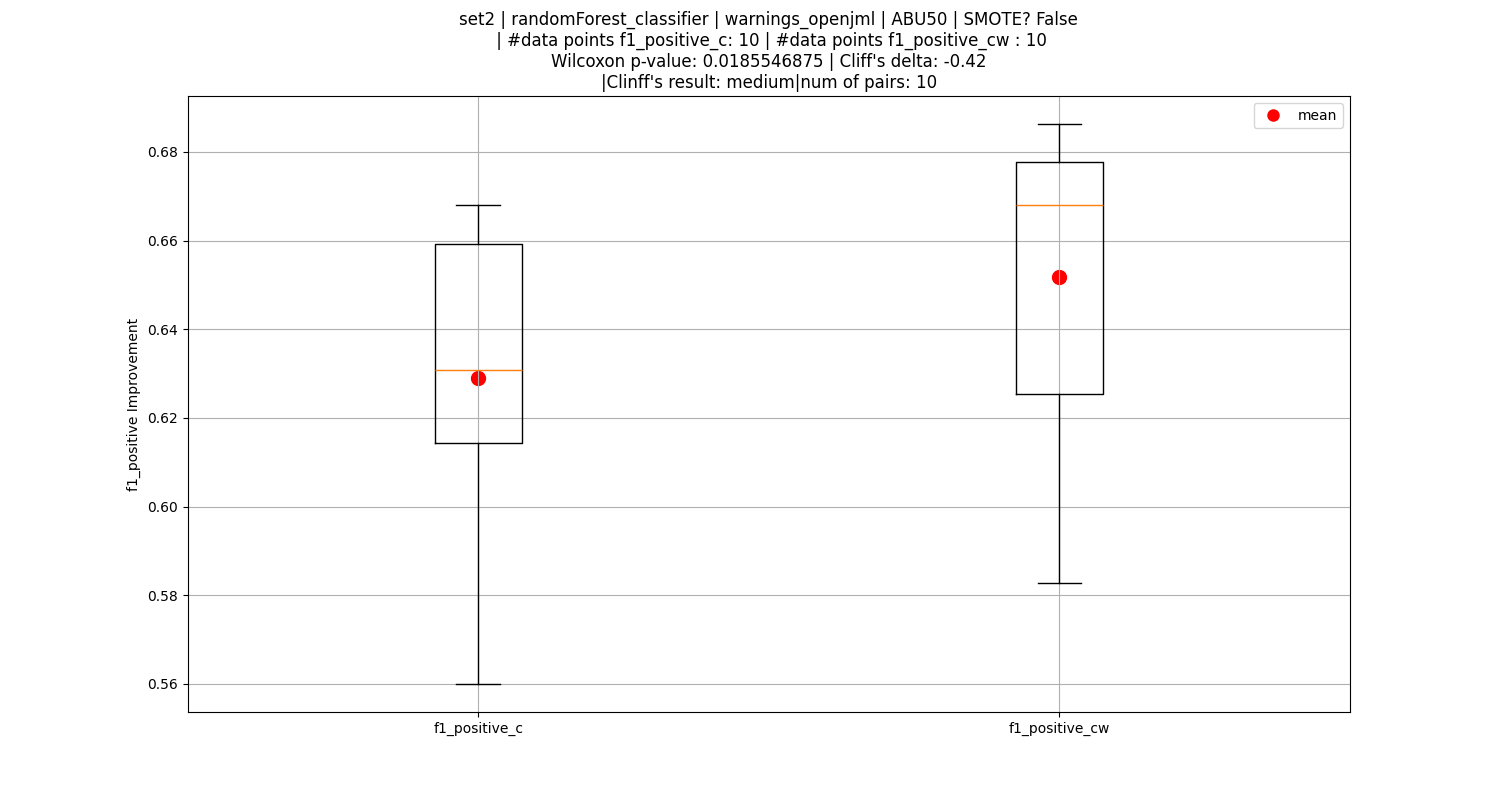 set2 | randomForest_classifier | warnings_openjml | ABU50 | SMOTE? False
| #data points f1_positive_c: 10 | #data points f1_positive_cw : 10
Wilcoxon p-value: 0.0185546875 | Cliff's delta: -0.42
|Clinff's result: medium|num of pairs: 10
mean
0.68
0.66
0.64
0.62
0.60
0.58
0.56
f1_positive Improvement
f1_positive_c
f1_positive_cw